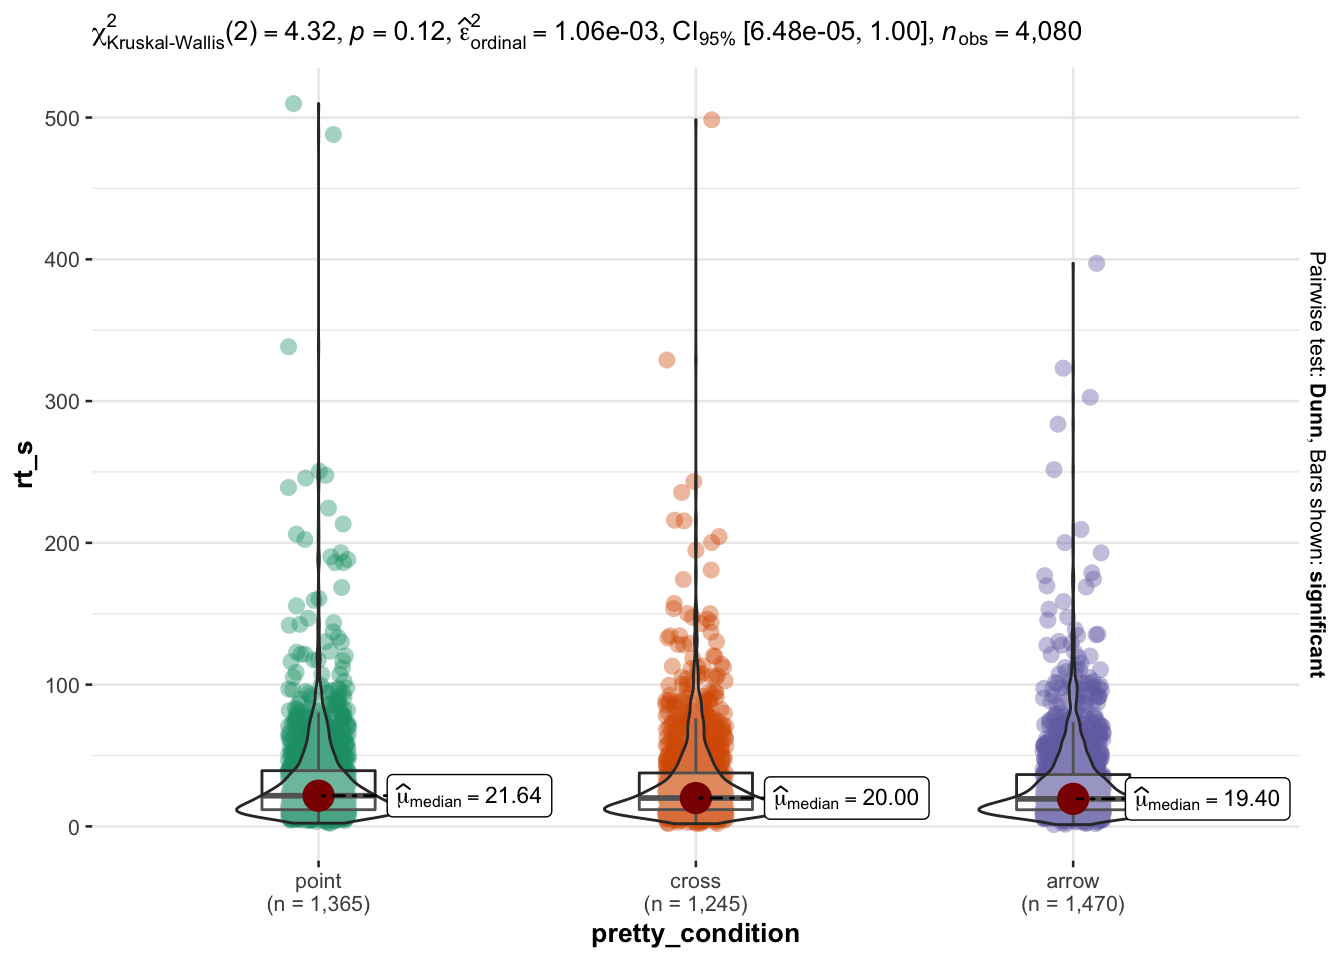 χ²Kruskal-Wallis(2) = 4.32, p = 0.12, ε̂²ordinal = 1.06e-03, CI95% [6.48e-05, 1.00], nobs = 4,080
500
400
300
200
100
0
rt_s
μ̂median = 21.64
μ̂median = 20.00
μ̂median = 19.40
point
(n = 1,365)
cross
(n = 1,245)
arrow
(n = 1,470)
pretty_condition
Pairwise test: Dunn, Bars shown: significant